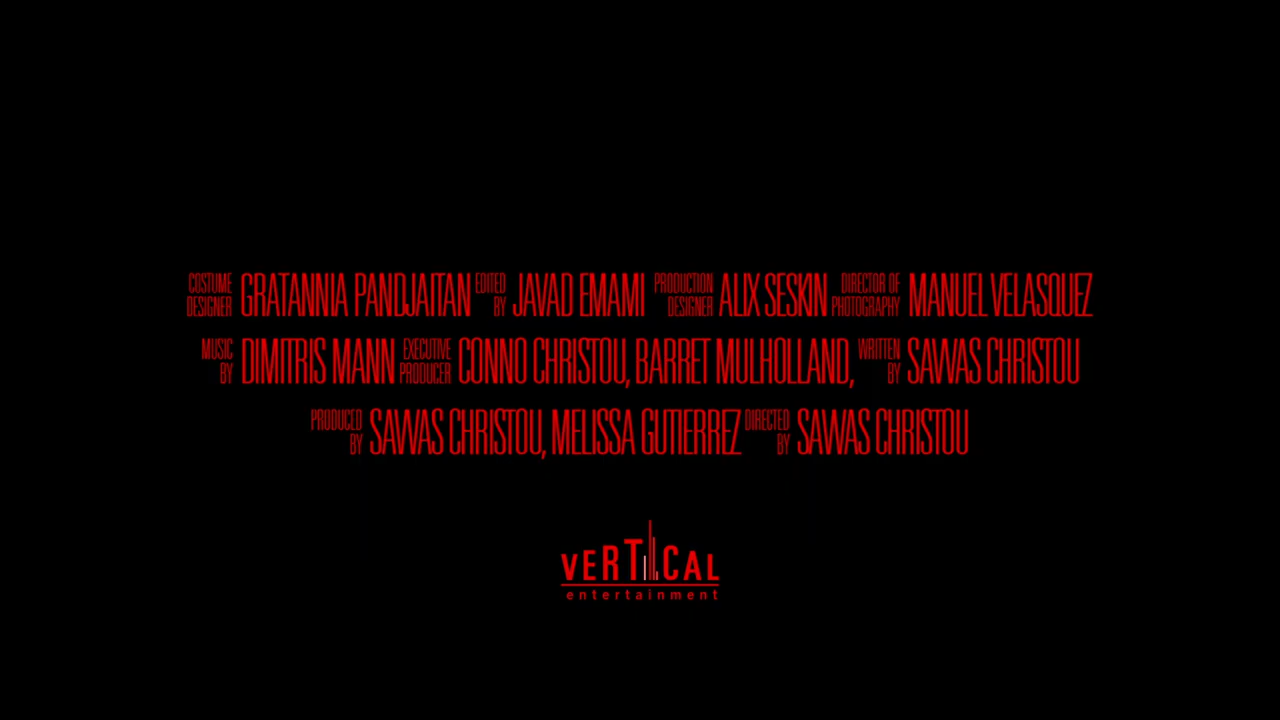 COSTUME DESIGNER GRATANNIA PANDJAITAN EDITED BY JAVAD EMAMI PRODUCTION DESIGNER ALIX SESKIN DIRECTOR OF PHOTOGRAPHY MANUEL VELASQUEZ
MUSIC BY DIMITRIS MANN EXECUTIVE PRODUCER CONNO CHRISTOU, BARRET MULHOLLAND, WRITTEN BY SAVVAS CHRISTOU
PRODUCED BY SAVVAS CHRISTOU, MELISSA GUTIERREZ DIRECTED BY SAVVAS CHRISTOU
VERTICAL
entertainment